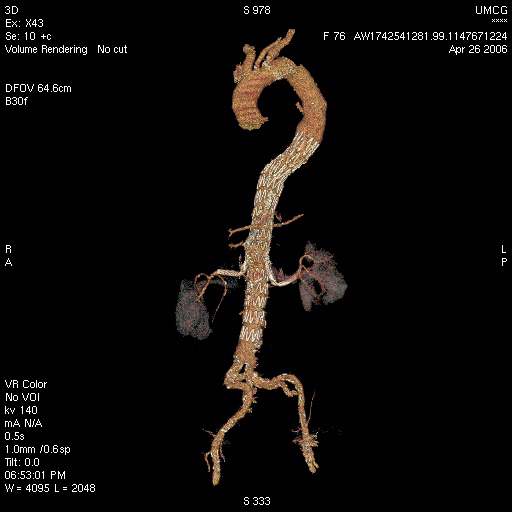 3D
Ex: X43
Se: 10 +c
Volume Rendering No cut
DFOV 64.6cm
B30f
S 978
UMCG
****
F 76 AW1742541281.99.1147671224
Apr 26 2006
R
A
L
P
VR Color
No VOI
kv 140
mA N/A
0.5s
1.0mm /0.6sp
Tilt: 0.0
06:53:01 PM
W = 4095 L = 2048
S 333